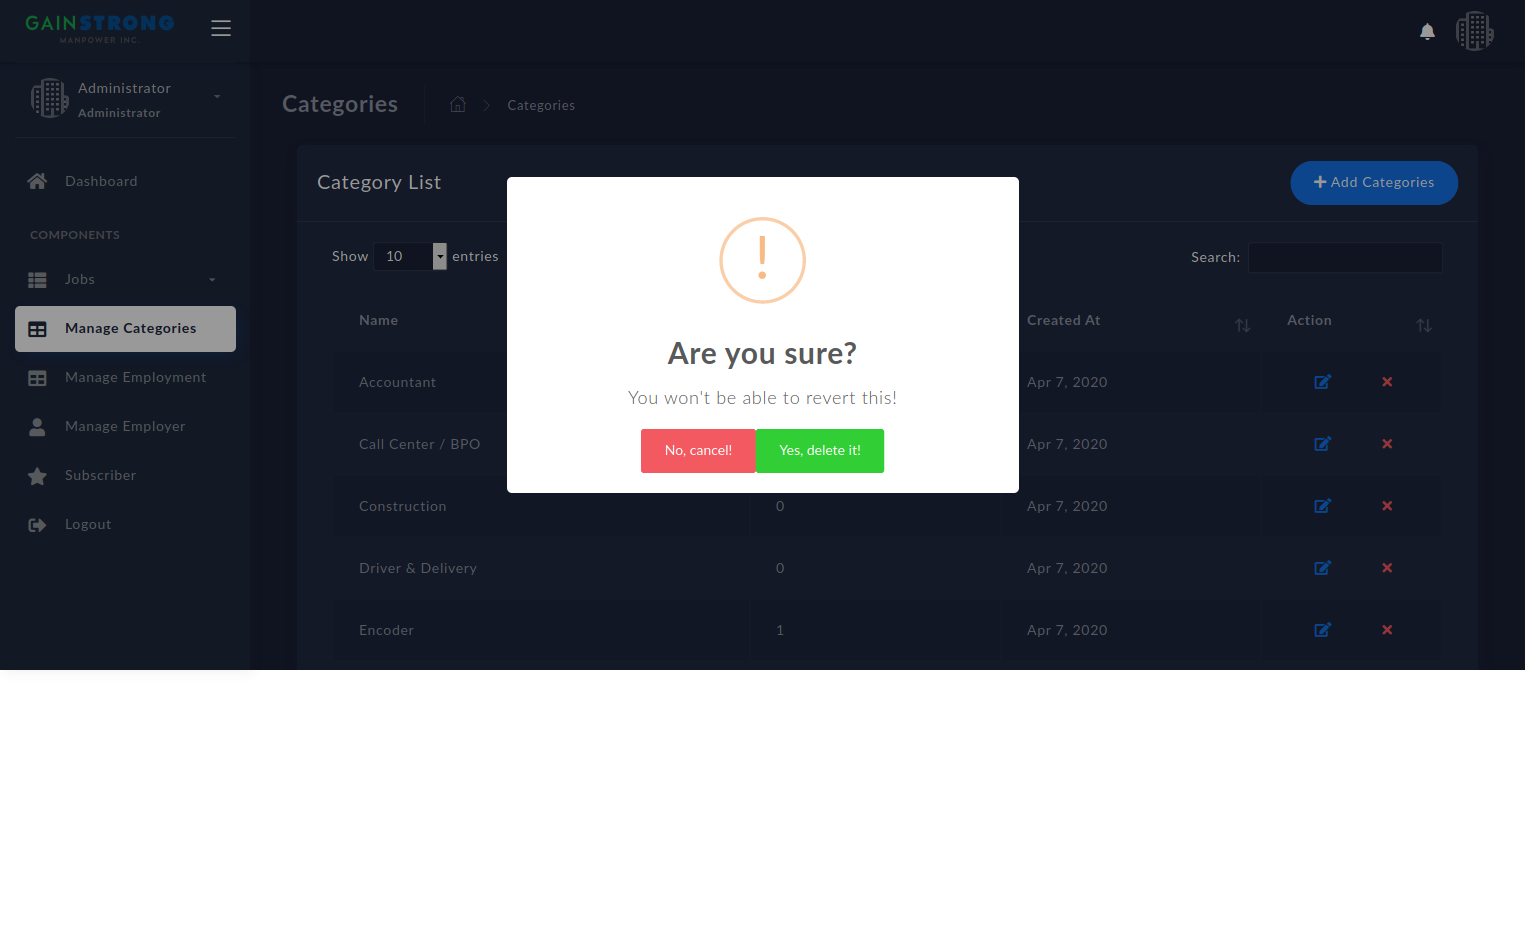 GAINSTRONG
MANPOWER INC.
Administrator
Administrator
Dashboard
COMPONENTS
Jobs
Manage Categories
Manage Employment
Manage Employer
Subscriber
Logout
Categories
Categories
Category List
Add Categories
Show 10 entries
Search:
Name Created At Action
Accountant Apr 7, 2020
Call Center / BPO Apr 7, 2020
Construction 0 Apr 7, 2020
Driver & Delivery 0 Apr 7, 2020
Encoder 1 Apr 7, 2020
!
Are you sure?
You won't be able to revert this!
No, cancel! Yes, delete it!